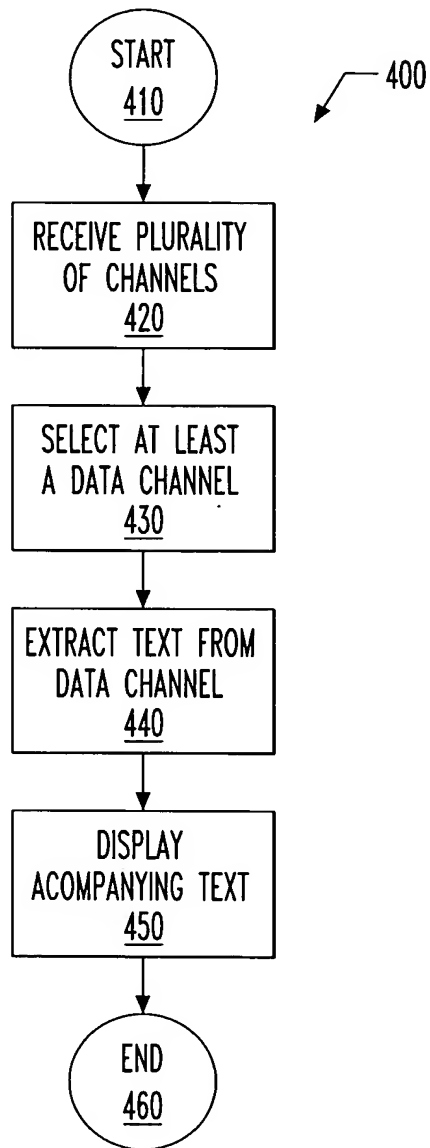 START
410
400
RECEIVE PLURALITY
OF CHANNELS
420
SELECT AT LEAST
A DATA CHANNEL
430
EXTRACT TEXT FROM
DATA CHANNEL
440
DISPLAY
ACOMPANYING TEXT
450
END
460